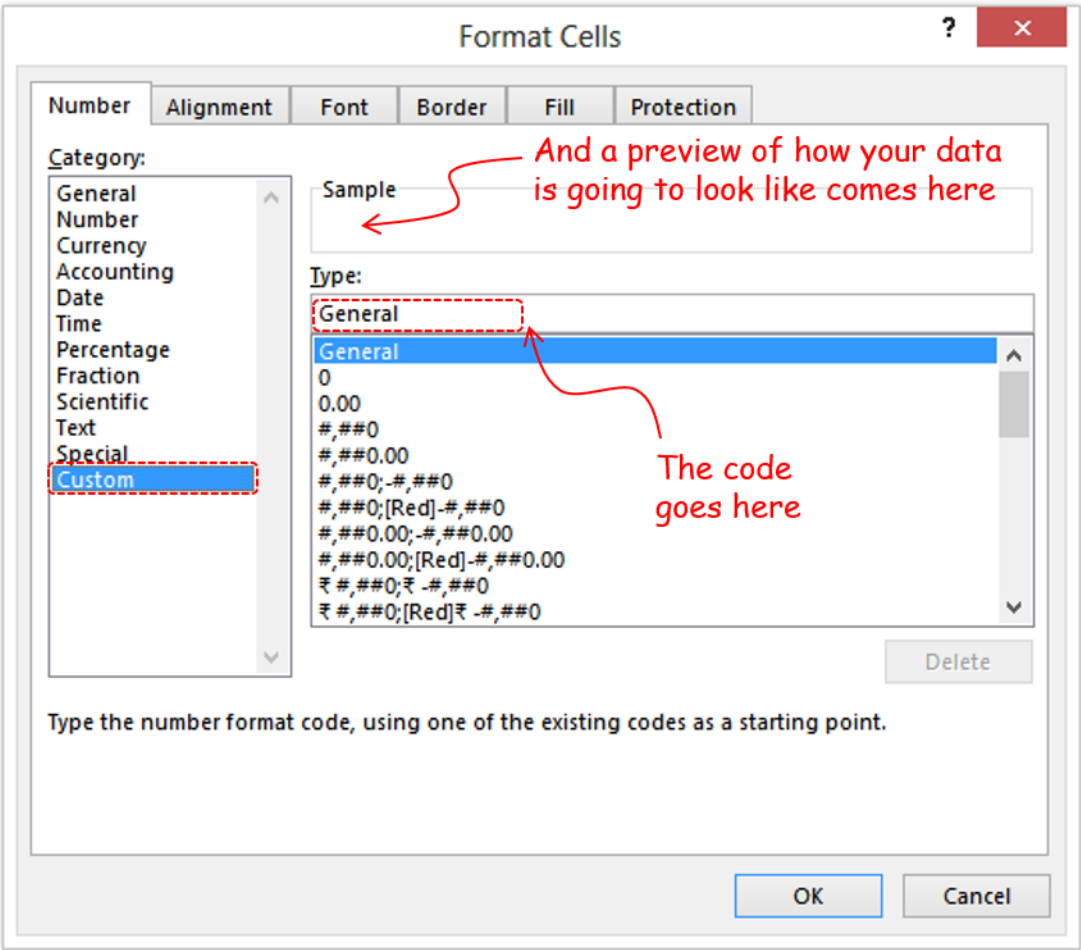 Format Cells
?
Number Alignment Font Border Fill Protection
And a preview of how your data
is going to look like comes here
Category:
General
Number
Currency
Accounting
Date
Time
Percentage
Fraction
Scientific
Text
Special
Custom
Sample
Type:
General
General
0
0.00
#,##0
#,##0.00
#,##0;-#,##0
#,##0;[Red]-#,##0
#,##0.00;-#,##0.00
#,##0.00;[Red]-#,##0.00
₹ #,##0;₹ -#,##0
₹ #,##0;[Red]₹ -#,##0
The code
goes here
Delete
Type the number format code, using one of the existing codes as a starting point.
OK Cancel